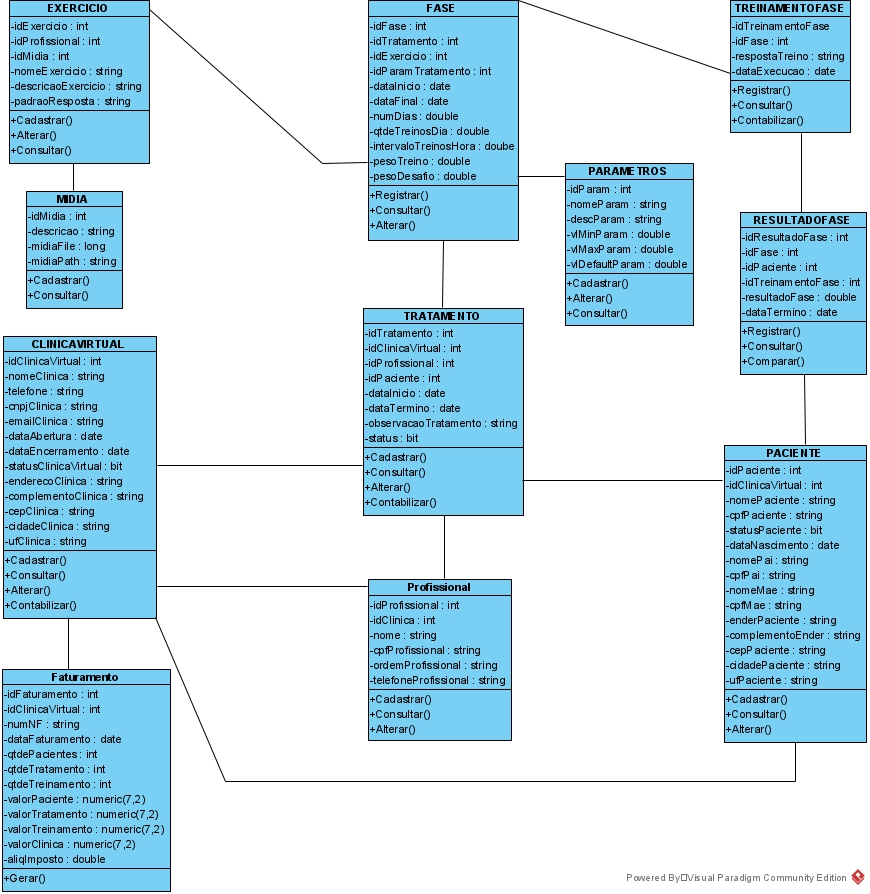 EXERCICIO
-idExercicio : int
-idProfissional : int
-idMidia : int
-nomeExercicio : string
-descricaoExercicio : string
-padraoResposta : string
+Cadastrar()
+Alterar()
+Consultar()
FASE
-idFase : int
-idTratamento : int
-idExercicio : int
-idParamTratamento : int
-dataInicio : date
-dataFinal : date
-numDias : double
-qtdeTreinosDia : double
-intervaloTreinosHora : doube
-pesoTreino : double
-pesoDesafio : double
+Registrar()
+Consultar()
+Alterar()
TREINAMENTOFASE
-idTreinamentoFase
-idFase : int
-respostaTreino : string
-dataExecucao : date
+Registrar()
+Consultar()
+Contabilizar()
PARAMETROS
-idParam : int
-nomeParam : string
-descParam : string
-vlMinParam : double
-vlMaxParam : double
-vlDefaultParam : double
+Cadastrar()
+Alterar()
+Consultar()
MIDIA
-idMidia : int
-descricao : string
-midiaFile : long
-midiaPath : string
+Cadastrar()
+Consultar()
RESULTADOFASE
-idResultadoFase : int
-idFase : int
-idPaciente : int
-idTreinamentoFase : int
-resultadoFase : double
-dataTermino : date
+Registrar()
+Consultar()
+Comparar()
TRATAMENTO
-idTratamento : int
-idClinicaVirtual : int
-idProfissional : int
-idPaciente : int
-dataInicio : date
-dataTermino : date
-observacaoTratamento : string
-status : bit
+Cadastrar()
+Consultar()
+Alterar()
+Contabilizar()
CLINICAVIRTUAL
-idClinicaVirtual : int
-nomeClinica : string
-telefone : string
-cnpjClinica : string
-emailClinica : string
-dataAbertura : date
-dataEncerramento : date
-statusClinicaVirtual : bit
-enderecoClinica : string
-complementoClinica : string
-cepClinica : string
-cidadeClinica : string
-ufClinica : string
+Cadastrar()
+Consultar()
+Alterar()
+Contabilizar()
PACIENTE
-idPaciente : int
-idClinicaVirtual : int
-nomePaciente : string
-cpfPaciente : string
-statusPaciente : bit
-dataNascimento : date
-nomePai : string
-cpfPai : string
-nomeMae : string
-cpfMae : string
-enderPaciente : string
-complementoEnder : string
-cepPaciente : string
-cidadePaciente : string
-ufPaciente : string
+Cadastrar()
+Consultar()
+Alterar()
Profissional
-idProfissional : int
-idClinica : int
-nome : string
-cpfProfissional : string
-ordemProfissional : string
-telefoneProfissional : string
+Cadastrar()
+Consultar()
+Alterar()
Faturamento
-idFaturamento : int
-idClinicaVirtual : int
-numNF : string
-dataFaturamento : date
-qtdePacientes : int
-qtdeTratamento : int
-qtdeTreinamento : int
-valorPaciente : numeric(7,2)
-valorTratamento : numeric(7,2)
-valorTreinamento : numeric(7,2)
-valorClinica : numeric(7,2)
-aliqImposto : double
+Gerar()
Powered By Visual Paradigm Community Edition